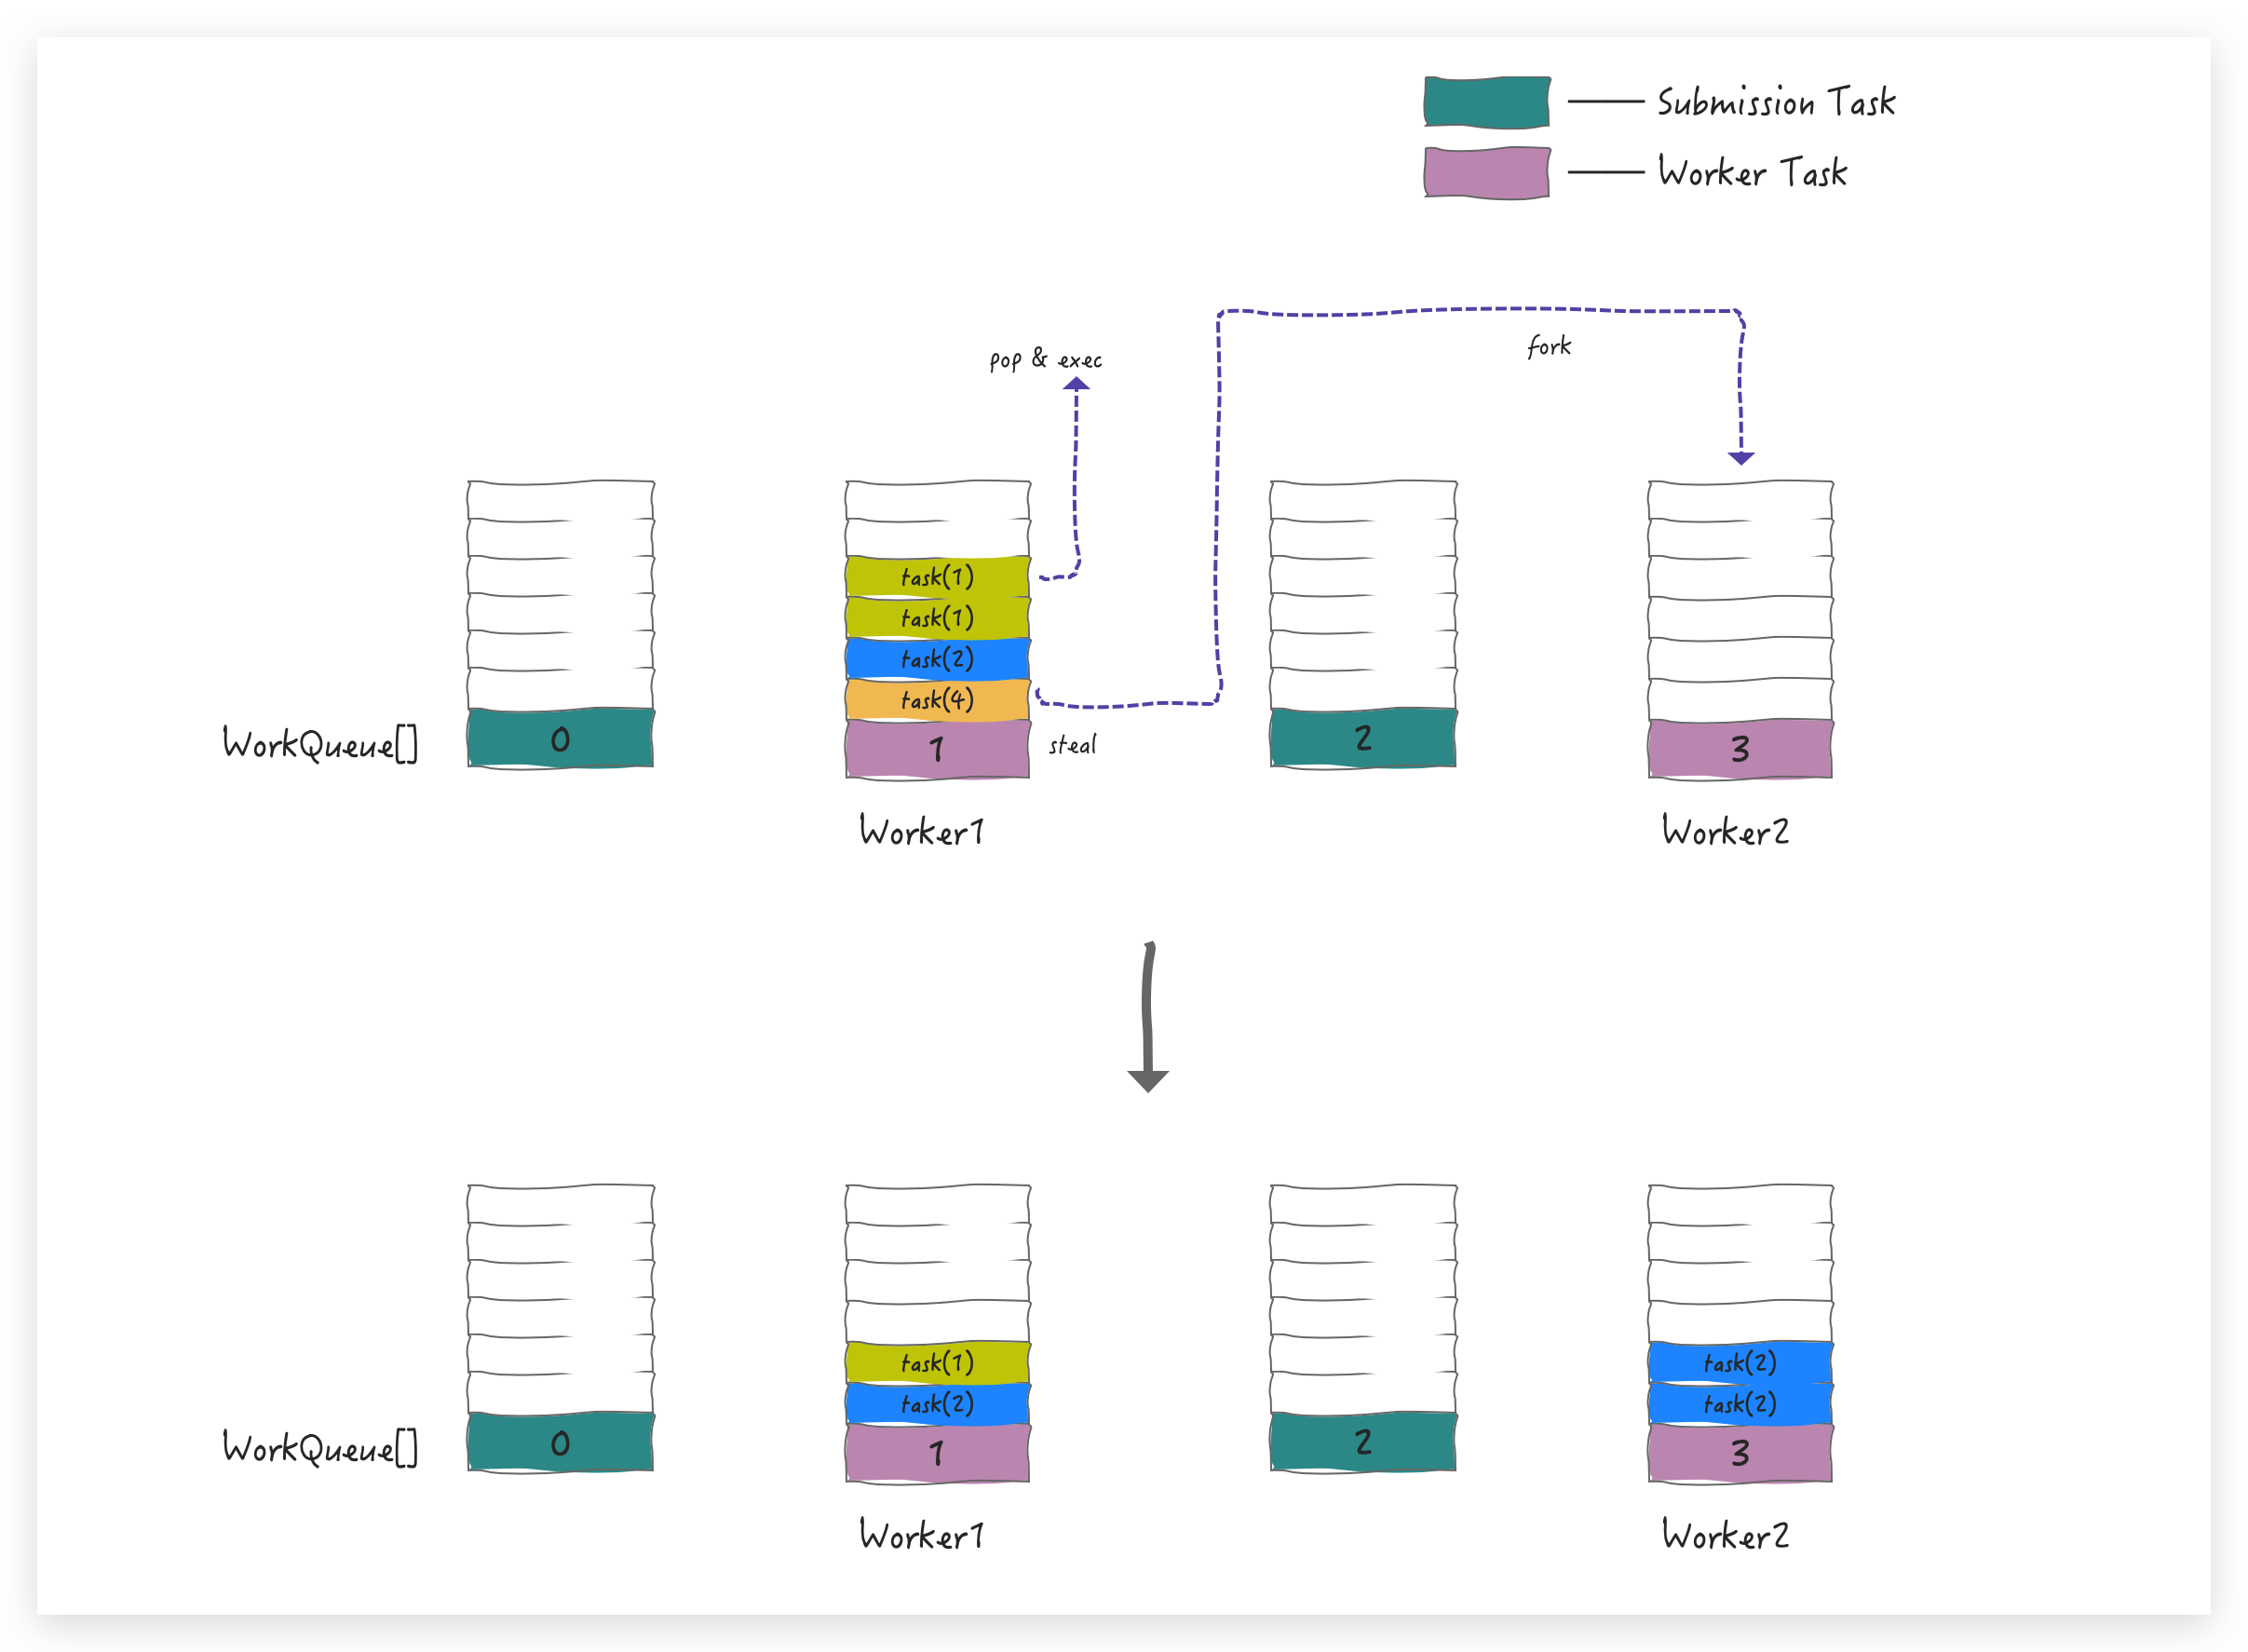 Submission Task
Worker Task
fork
pop & exec
task(1)
task(1)
task(2)
task(4)
WorkQueue[]
0
1
steal
2
3
Worker1
Worker2
task(1)
task(2)
task(2)
task(2)
WorkQueue[]
0
1
2
3
Worker1
Worker2